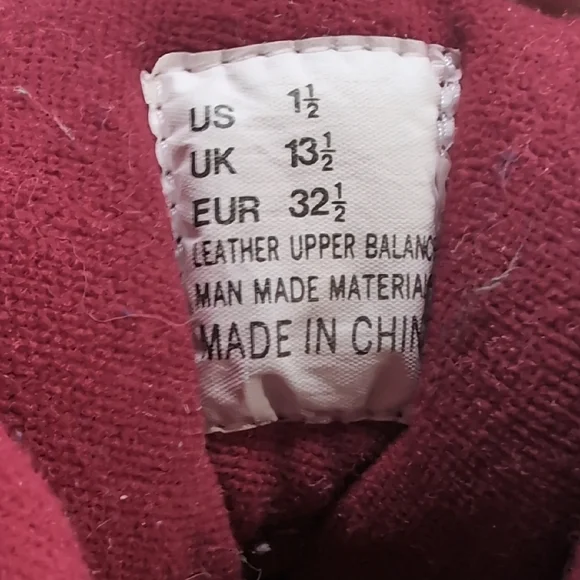 US 1½
UK 13½
EUR 32½
LEATHER UPPER BALANC
MAN MADE MATERIA
MADE IN CHIN